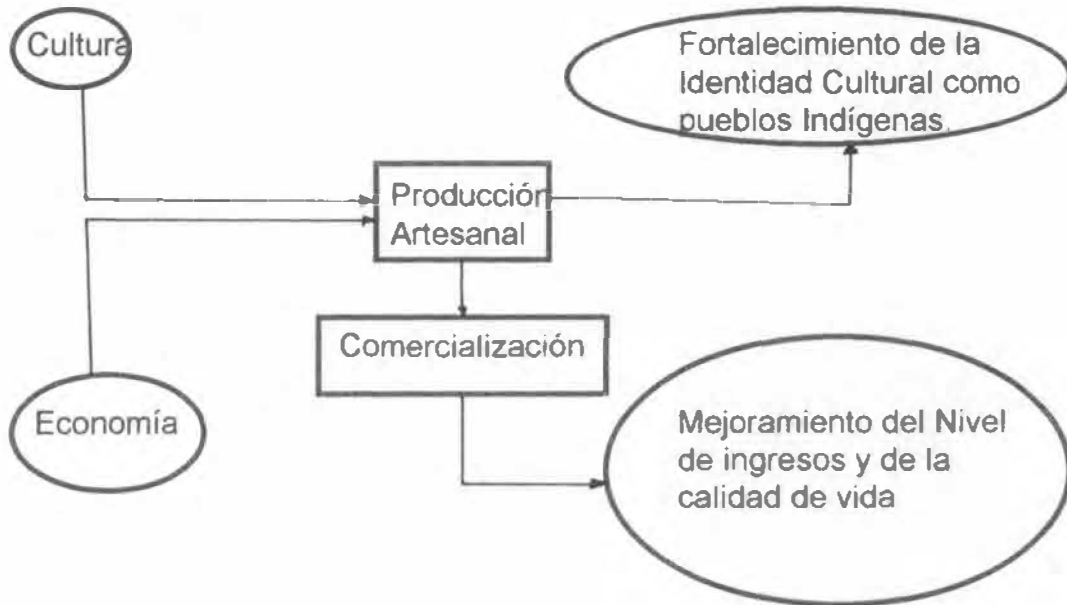 Cultura
Fortalecimiento de la
Identidad Cultural como
pueblos Indígenas.
Producción
Artesanal
Comercialización
Economía
Mejoramiento del Nivel
de ingresos y de la
calidad de vida